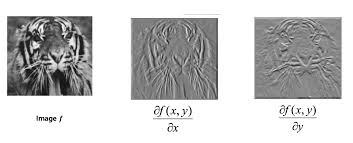 Image f
∂f(x, y)
∂x
∂f(x, y)
∂y